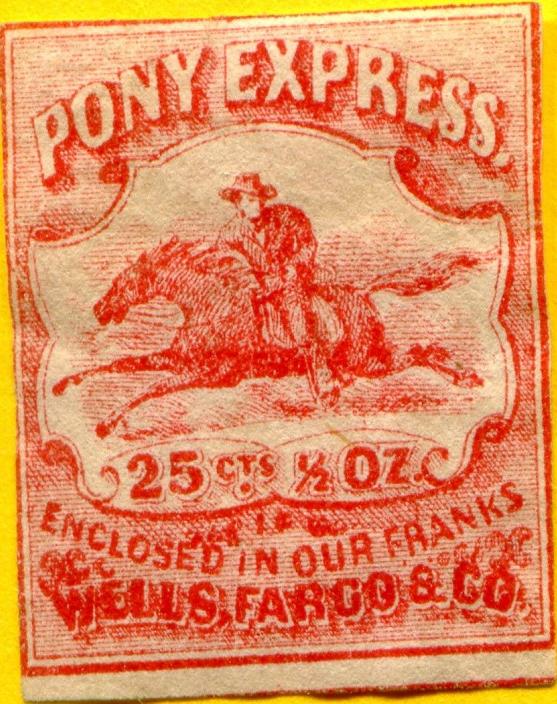 PONY EXPRESS,
25 CTS ½ OZ.
ENCLOSED IN OUR FRANKS
WELLS, FARGO & CO.